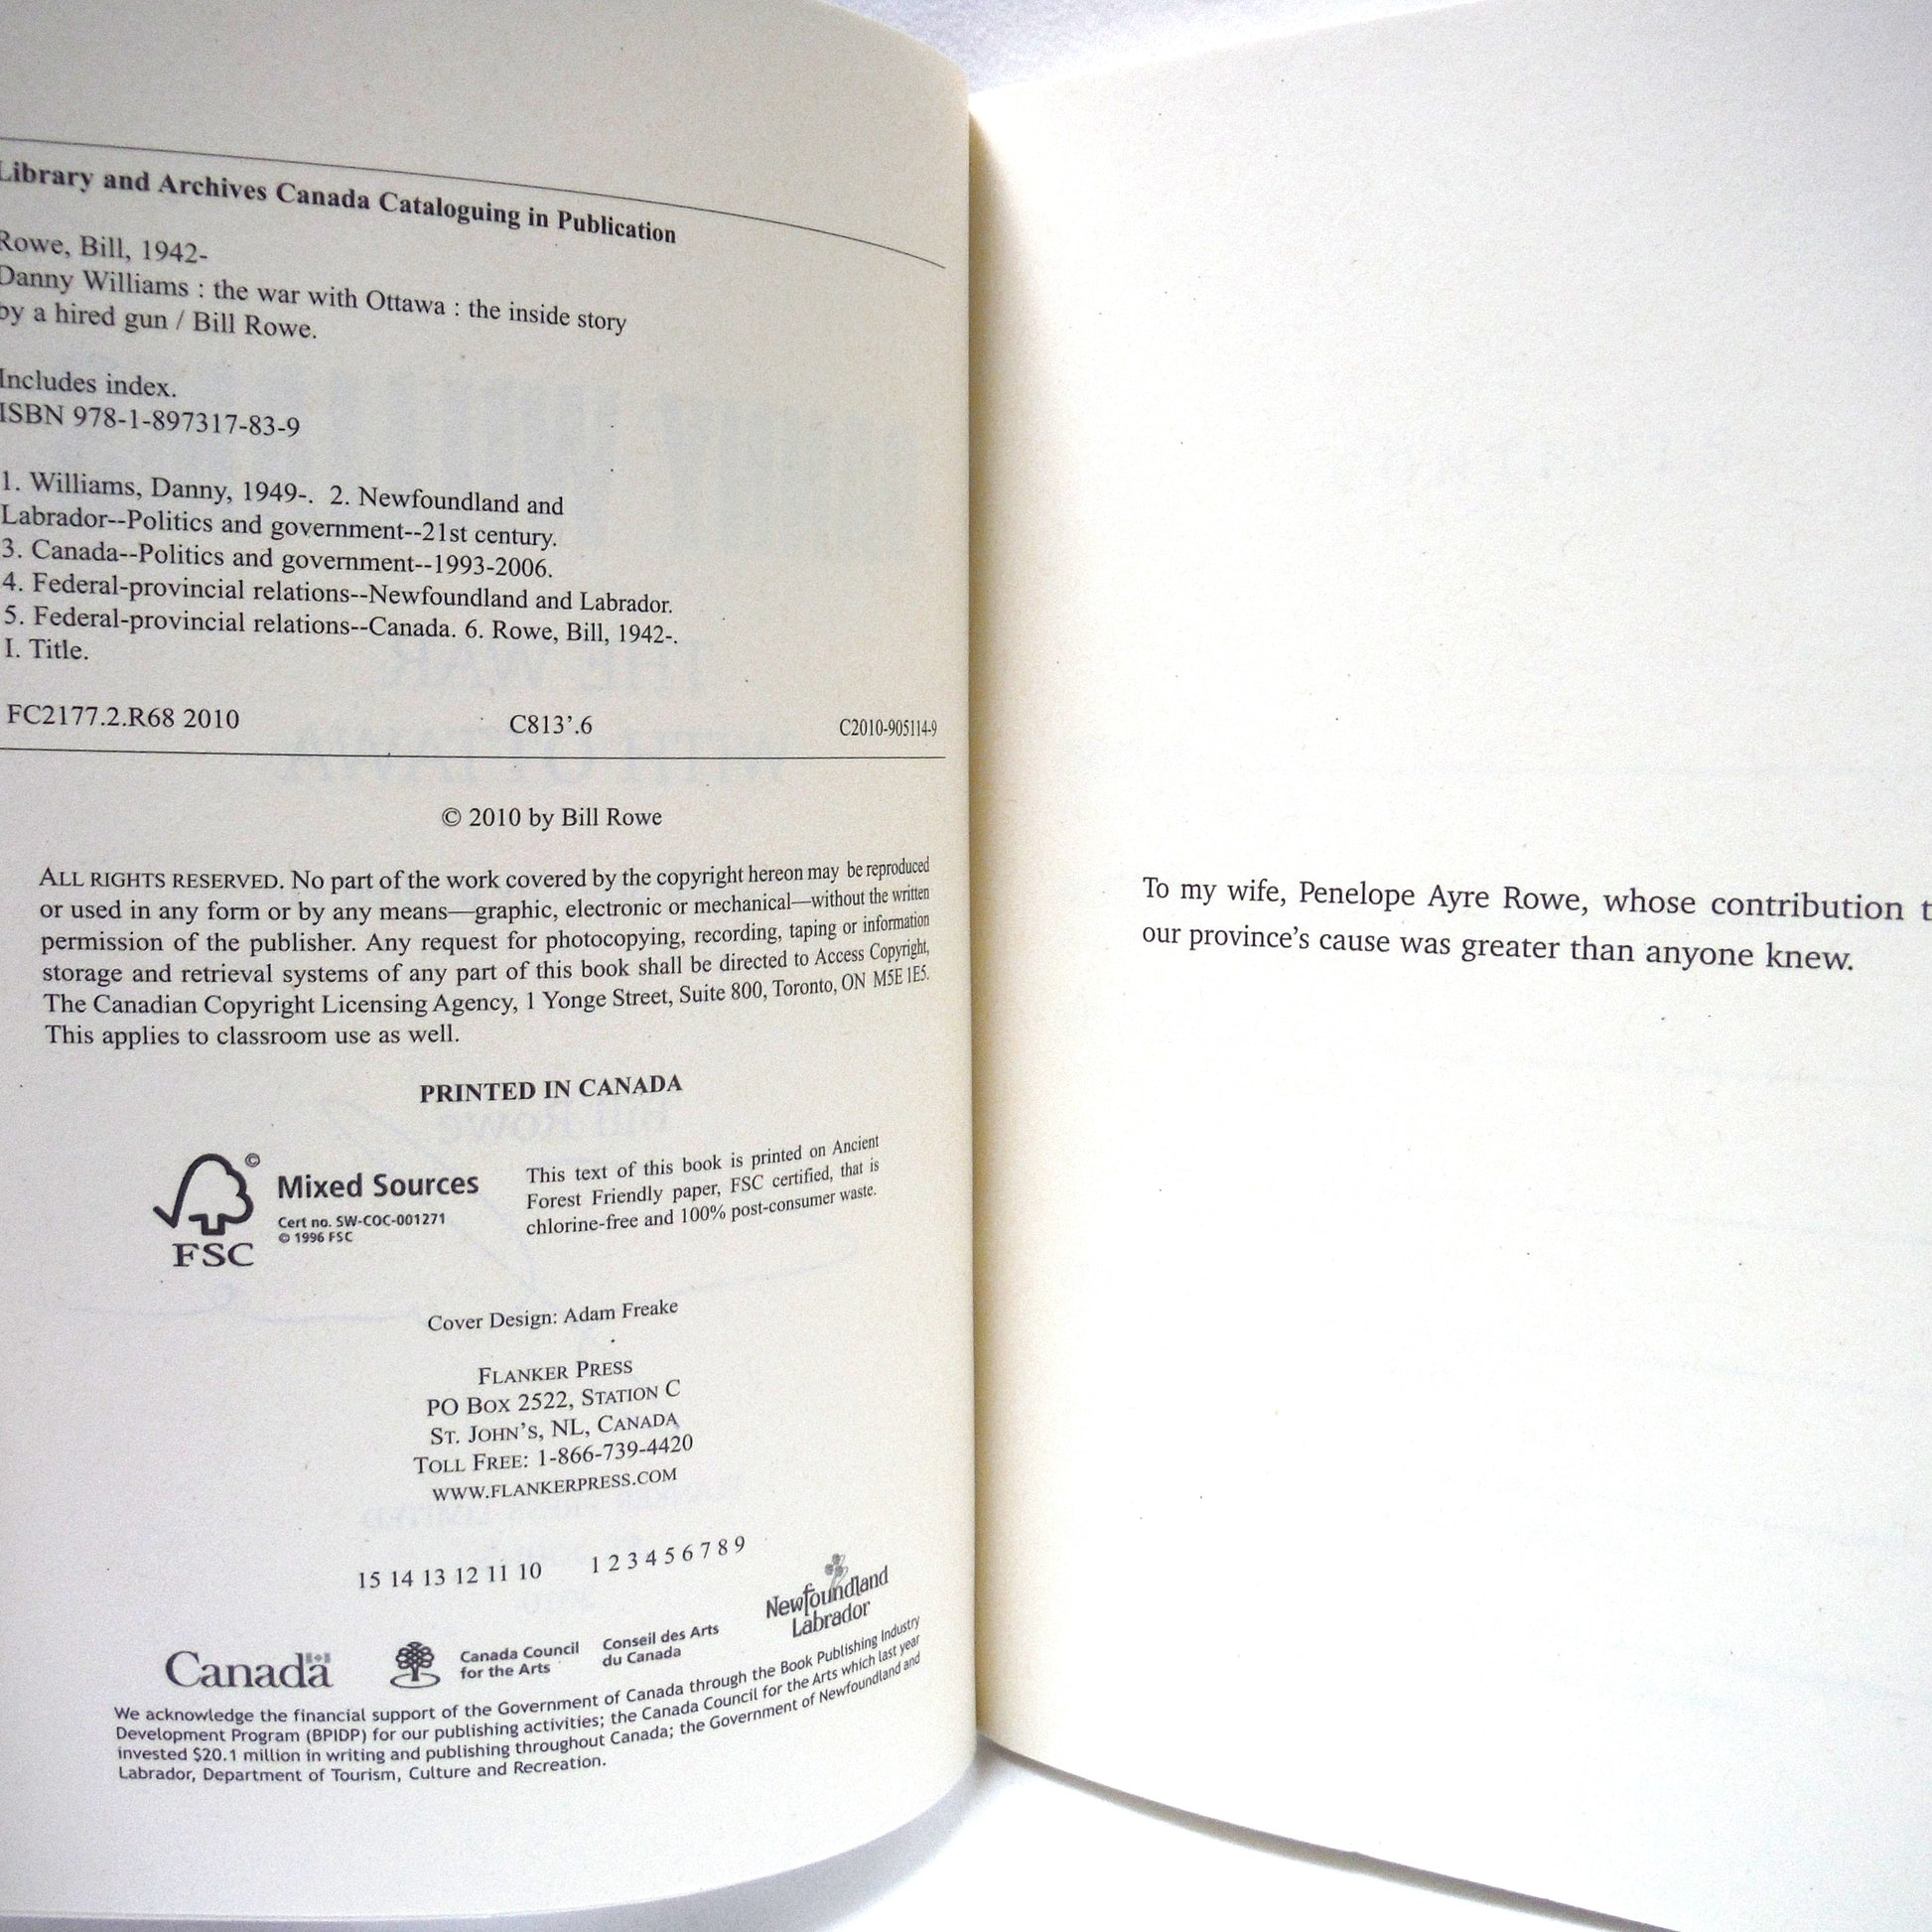 Library and Archives Canada Cataloguing in Publication
Rowe, Bill, 1942-
Danny Williams : the war with Ottawa : the inside story
by a hired gun / Bill Rowe.
Includes index.
ISBN 978-1-897317-83-9
1. Williams, Danny, 1949-. 2. Newfoundland and
Labrador--Politics and government--21st century.
3. Canada--Politics and government--1993-2006.
4. Federal-provincial relations--Newfoundland and Labrador.
5. Federal-provincial relations--Canada. 6. Rowe, Bill, 1942-.
I. Title.
FC2177.2.R68 2010 C813'.6 C2010-905114-9
© 2010 by Bill Rowe
ALL RIGHTS RESERVED. No part of the work covered by the copyright hereon may be reproduced
or used in any form or by any means—graphic, electronic or mechanical—without the written
permission of the publisher. Any request for photocopying, recording, taping or information
storage and retrieval systems of any part of this book shall be directed to Access Copyright,
The Canadian Copyright Licensing Agency, 1 Yonge Street, Suite 800, Toronto, ON M5E 1E5.
This applies to classroom use as well.
PRINTED IN CANADA
©
FSC
Mixed Sources
Cert no. SW-COC-001271
© 1996 FSC
This text of this book is printed on Ancient
Forest Friendly paper, FSC certified, that is
chlorine-free and 100% post-consumer waste.
Cover Design: Adam Freake
FLANKER PRESS
PO BOX 2522, STATION C
ST. JOHN'S, NL, CANADA
TOLL FREE: 1-866-739-4420
WWW.FLANKERPRESS.COM
15 14 13 12 11 10 1 2 3 4 5 6 7 8 9
Canada
Canada Council
for the Arts
Conseil des Arts
du Canada
Newfoundland
Labrador
We acknowledge the financial support of the Government of Canada through the Book Publishing Industry
Development Program (BPIDP) for our publishing activities; the Canada Council for the Arts which last year
invested $20.1 million in writing and publishing throughout Canada; the Government of Newfoundland and
Labrador, Department of Tourism, Culture and Recreation.
To my wife, Penelope Ayre Rowe, whose contribution t
our province's cause was greater than anyone knew.